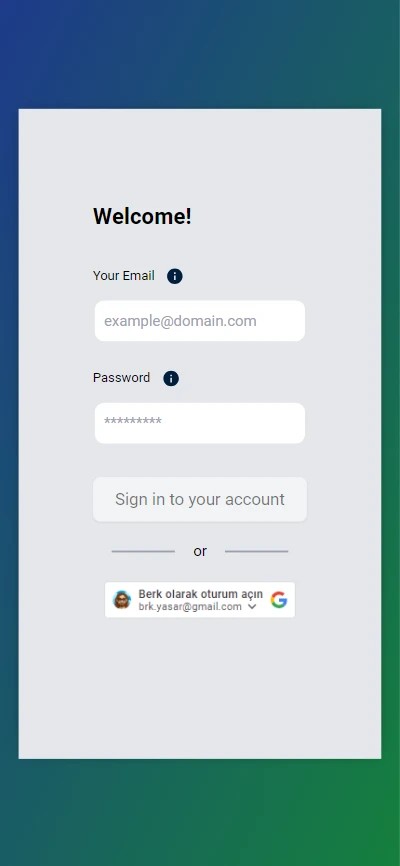 Welcome!
Your Email
example@domain.com
Password
*********
Sign in to your account
or
Berk olarak oturum açın
brk.yasar@gmail.com